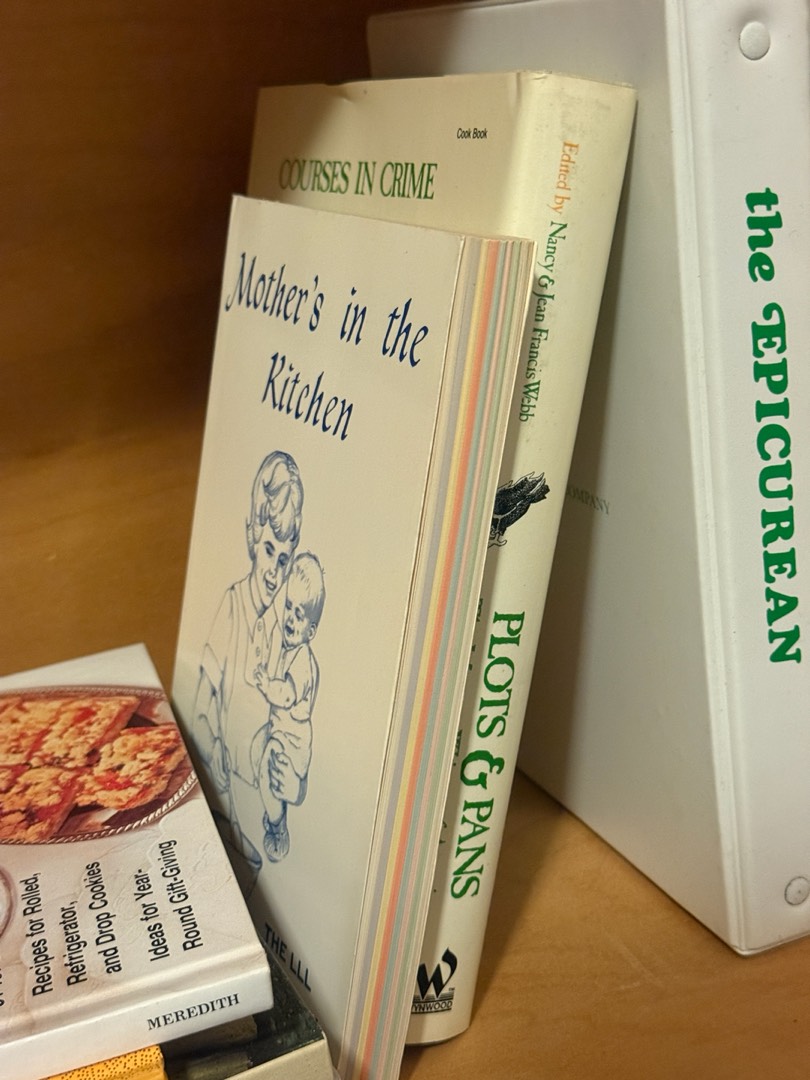 Cook Book
COURSES IN CRIME
Edited by Nancy & Jean Francis Webb
PLOTS & PANS
W
Mother's in the
Kitchen
THE LLL
the EPICUREAN
COMPANY
Recipes for Rolled,
Refrigerator,
and Drop Cookies
Ideas for Year-
Round Gift-Giving
MEREDITH